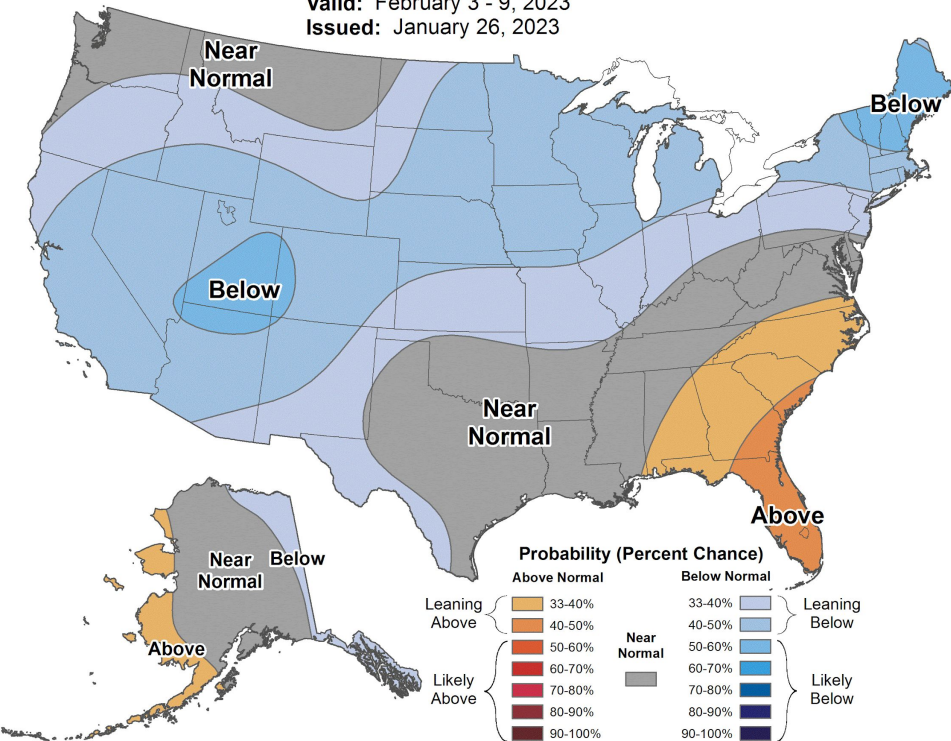 Valid: February 3 - 9, 2023
Issued: January 26, 2023
Near
Normal
Below
Below
Near
Normal
Above
Near
Normal
Below
Above
Probability (Percent Chance)
Above Normal
Below Normal
Leaning
Above
33-40%
40-50%
Likely
Above
50-60%
60-70%
70-80%
80-90%
90-100%
Near
Normal
33-40%
40-50%
Leaning
Below
50-60%
60-70%
70-80%
80-90%
90-100%
Likely
Below